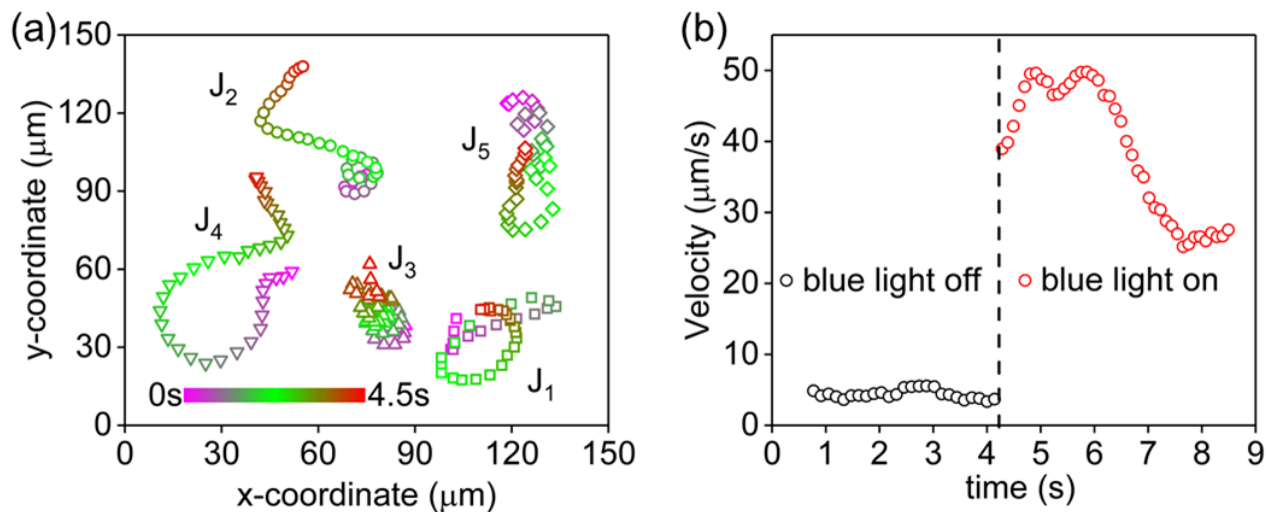 (a)
150
120
90
60
30
0
y-coordinate (μm)
J2
J5
J4
J3
J1
0s 4.5s
0 30 60 90 120 150
x-coordinate (μm)
(b)
50
40
30
20
10
0
Velocity (μm/s)
blue light off
blue light on
0 1 2 3 4 5 6 7 8 9
time (s)